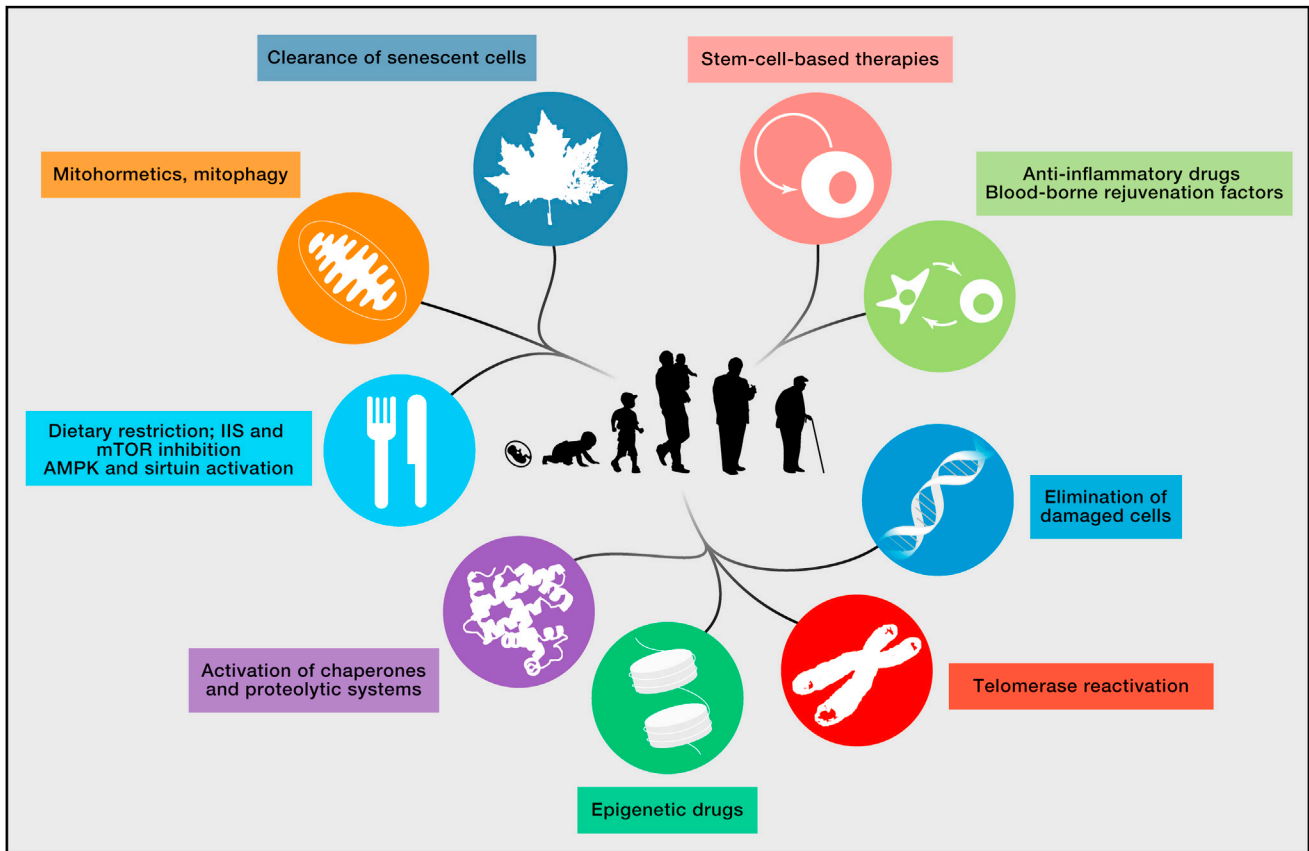 Clearance of senescent cells
Stem-cell-based therapies
Mitohormetics, mitophagy
Anti-inflammatory drugs
Blood-borne rejuvenation factors
Dietary restriction; IIS and
mTOR inhibition
AMPK and sirtuin activation
Elimination of
damaged cells
Activation of chaperones
and proteolytic systems
Telomerase reactivation
Epigenetic drugs